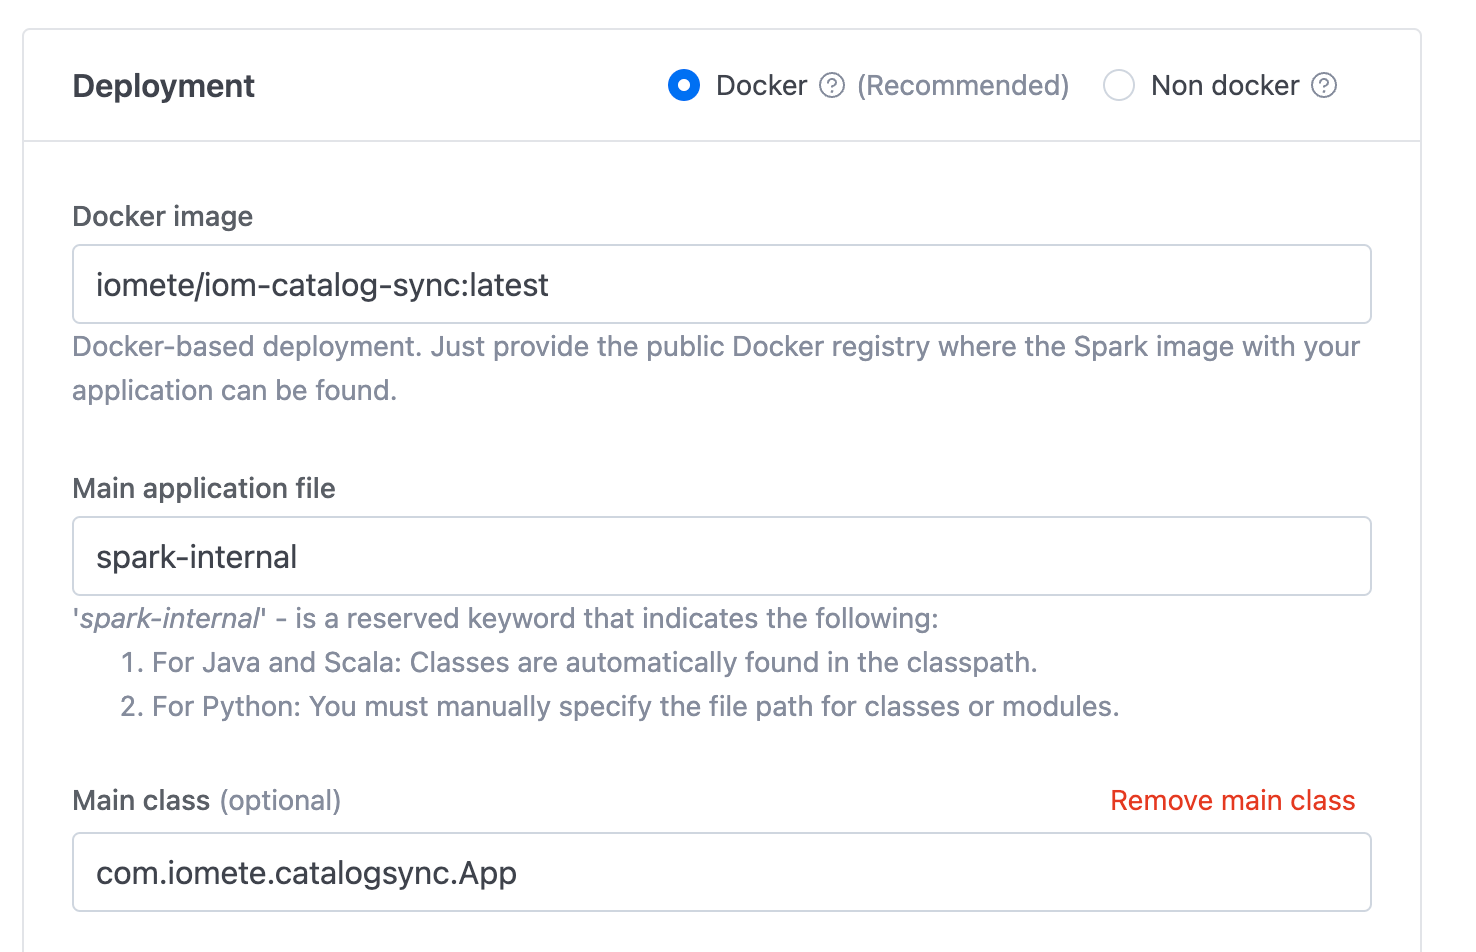 Deployment
Docker (Recommended) Non docker
Docker image
iomete/iom-catalog-sync:latest
Docker-based deployment. Just provide the public Docker registry where the Spark image with your
application can be found.
Main application file
spark-internal
'spark-internal' - is a reserved keyword that indicates the following:
1. For Java and Scala: Classes are automatically found in the classpath.
2. For Python: You must manually specify the file path for classes or modules.
Main class (optional)
Remove main class
com.iomete.catalogsync.App